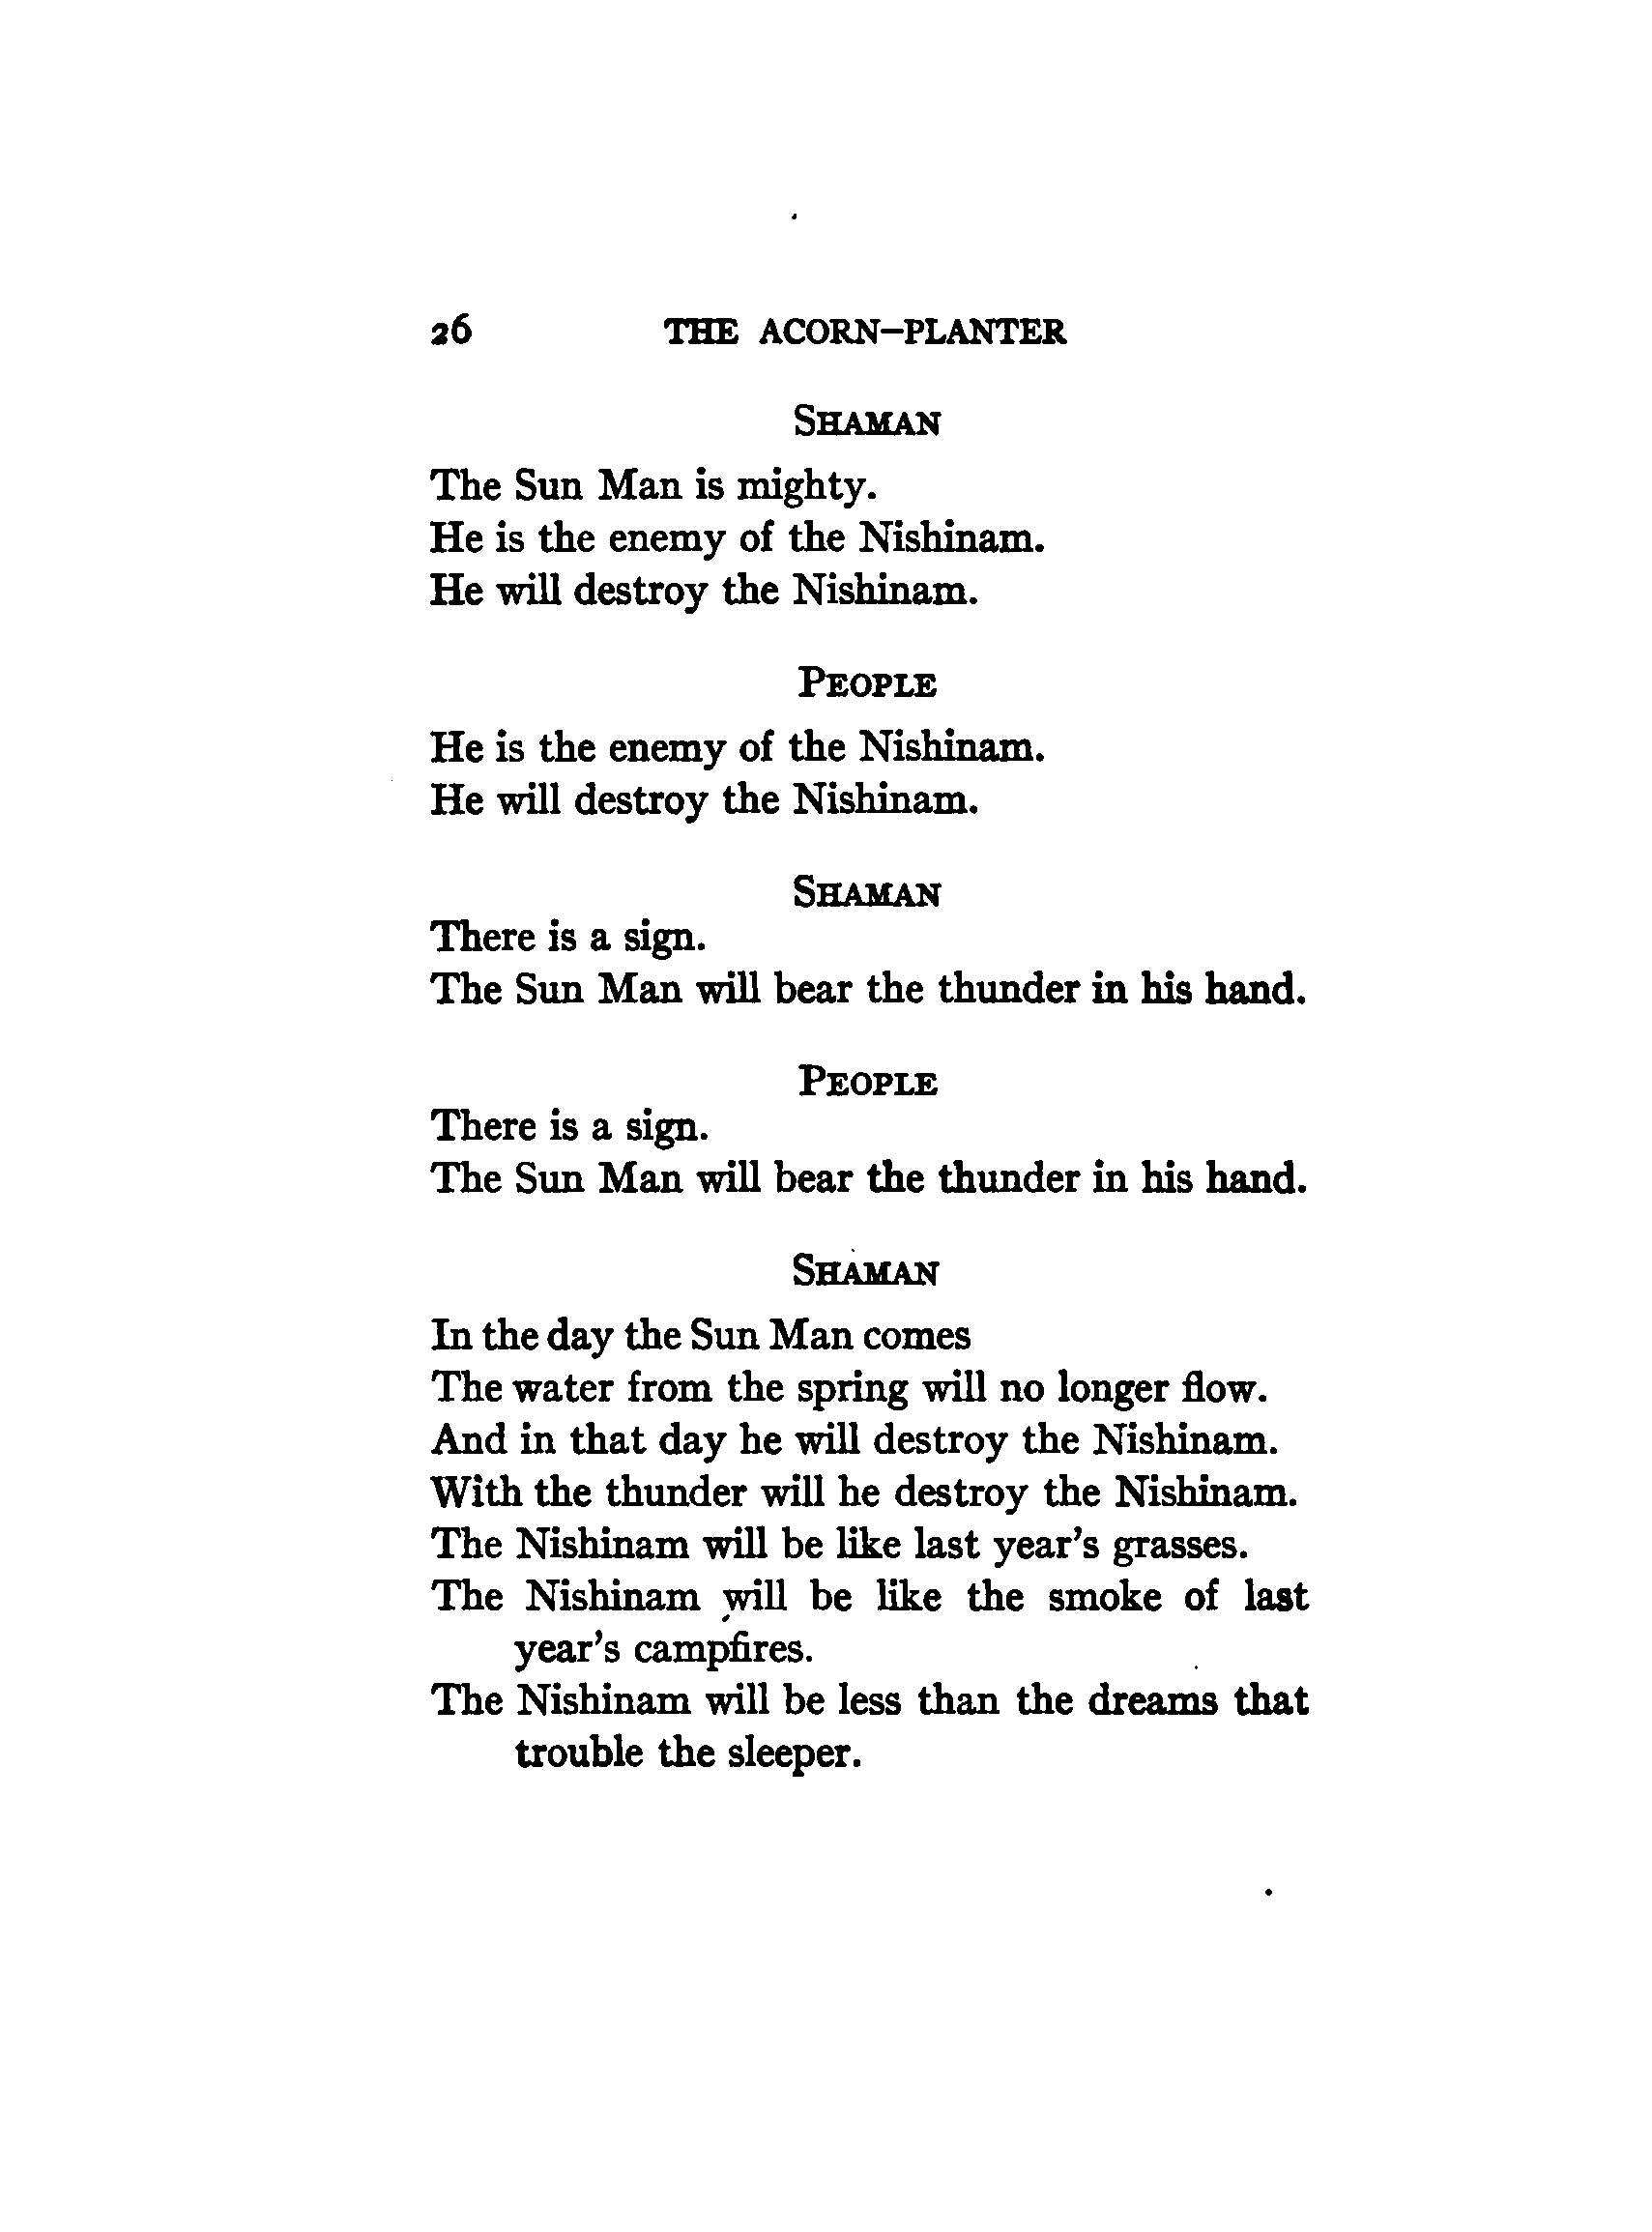 26 THE ACORN-PLANTER
SHAMAN
The Sun Man is mighty.
He is the enemy of the Nishinam.
He will destroy the Nishinam.
PEOPLE
He is the enemy of the Nishinam.
He will destroy the Nishinam.
SHAMAN
There is a sign.
The Sun Man will bear the thunder in his hand.
PEOPLE
There is a sign.
The Sun Man will bear the thunder in his hand.
SHAMAN
In the day the Sun Man comes
The water from the spring will no longer flow.
And in that day he will destroy the Nishinam.
With the thunder will he destroy the Nishinam.
The Nishinam will be like last year's grasses.
The Nishinam will be like the smoke of last
year's campfires.
The Nishinam will be less than the dreams that
trouble the sleeper.